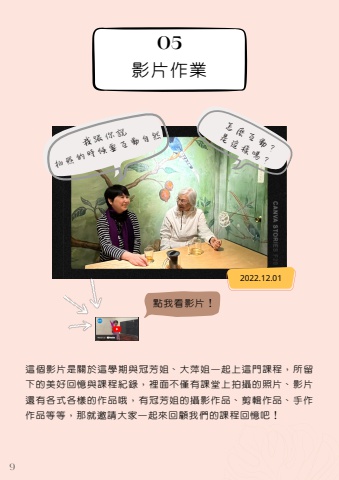 05
影片作業
我跟你說
拍照的時候要互動自然
怎麼互動？
是這樣嗎？
CANVA STORIES
2022.12.01
點我看影片！
這個影片是關於這學期與冠芳姐、大萍姐一起上這門課程，所留
下的美好回憶與課程紀錄，裡面不僅有課堂上拍攝的照片、影片
還有各式各樣的作品哦，有冠芳姐的攝影作品、剪輯作品、手作
作品等等，那就邀請大家一起來回顧我們的課程回憶吧！
9